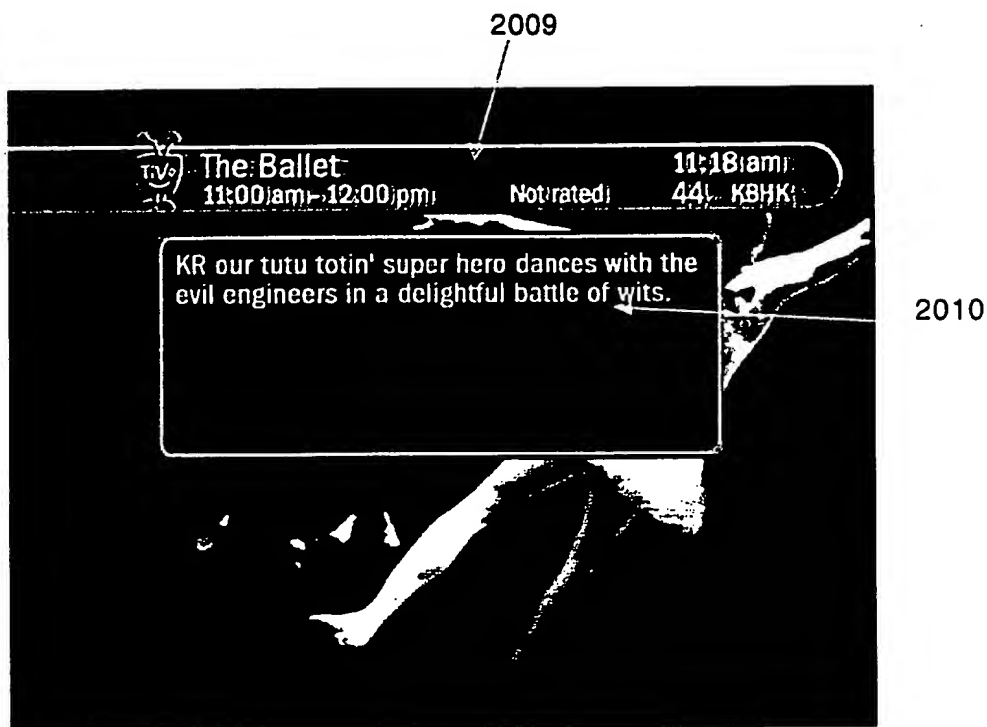 2009
TiVo The Ballet 11:18 am
11:00 am - 12:00 pm Not rated 44 KBHK
KR our tutu totin' super hero dances with the
evil engineers in a delightful battle of wits.
2010